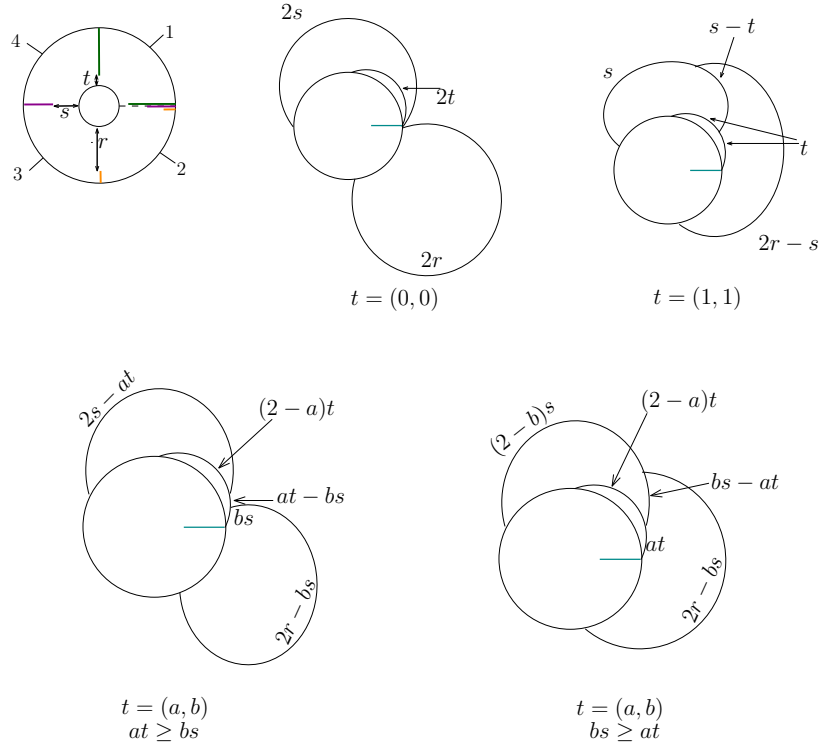 4
1
t
s
r
3
2
2s
2t
2r
t = (0, 0)
s − t
s
t
2r − s
t = (1, 1)
2s − at
(2 − a)t
at − bs
bs
2r − bs
t = (a, b)
at ≥ bs
(2 − b)s
(2 − a)t
bs − at
at
2r − bs
t = (a, b)
bs ≥ at